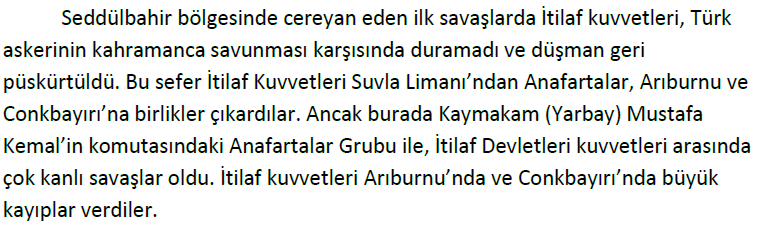 Seddülbahir bölgesinde cereyan eden ilk savaşlarda İtilaf kuvvetleri, Türk
askerinin kahramanca savunması karşısında duramadı ve düşman geri
püskürtüldü. Bu sefer İtilaf Kuvvetleri Suvla Limanı’ndan Anafartalar, Arıburnu ve
Conkbayırı’na birlikler çıkardılar. Ancak burada Kaymakam (Yarbay) Mustafa
Kemal’in komutasındaki Anafartalar Grubu ile, İtilaf Devletleri kuvvetleri arasında
çok kanlı savaşlar oldu. İtilaf kuvvetleri Arıburnu’nda ve Conkbayırı’nda büyük
kayıplar verdiler.